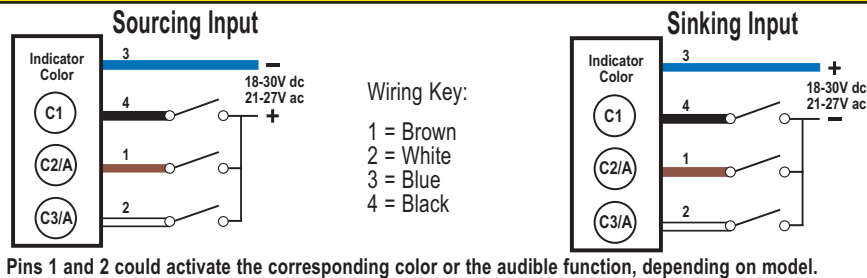 Sourcing Input
Indicator
Color
3
–
18-30V dc
21-27V ac
+
C1
4
C2/A
1
C3/A
2
Wiring Key:
1 = Brown
2 = White
3 = Blue
4 = Black
Sinking Input
Indicator
Color
3
+
18-30V dc
21-27V ac
–
C1
4
C2/A
1
C3/A
2
Pins 1 and 2 could activate the corresponding color or the audible function, depending on model.